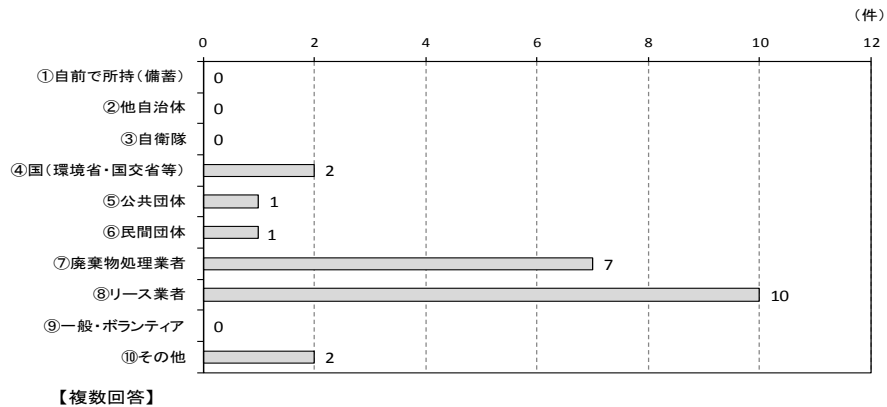 （件）
0 2 4 6 8 10 12
①自前で所持（備蓄） 0
②他自治体 0
③自衛隊 0
④国（環境省・国交省等） 2
⑤公共団体 1
⑥民間団体 1
⑦廃棄物処理業者 7
⑧リース業者 10
⑨一般・ボランティア 0
⑩その他 2
【複数回答】